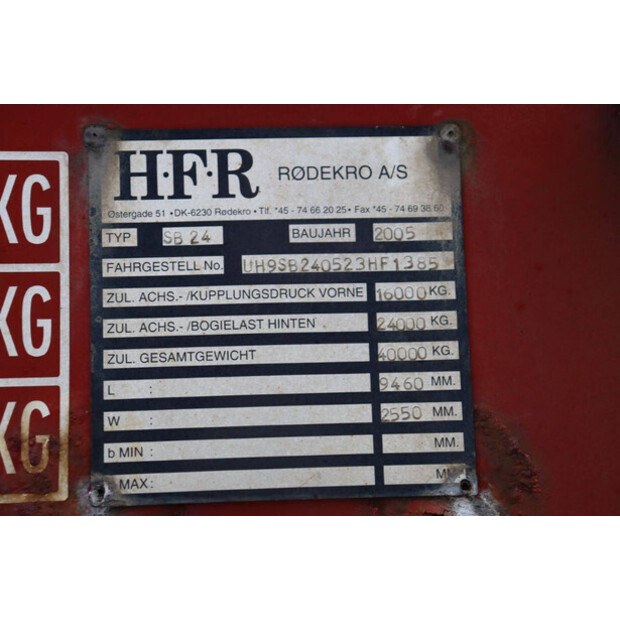 H·F·R RØDEKRO A/S
Østergade 51 • DK-6230 Rødekro • Tlf. *45 - 74 66 20 25 • Fax *45 - 74 69 38 60
TYP SB 24 BAUJAHR 2005
FAHRGESTELL No. UH9SB240523HF1385
ZUL. ACHS.-/KUPPLUNGSDRUCK VORNE 16000 KG.
ZUL. ACHS.-/BOGIELAST HINTEN 24000 KG.
ZUL. GESAMTGEWICHT 40000 KG.
L : 9460 MM.
W : 2550 MM.
b MIN : MM.
MAX : MM.
KG
KG
KG